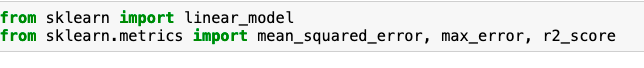 from sklearn import linear_model
from sklearn.metrics import mean_squared_error, max_error, r2_score